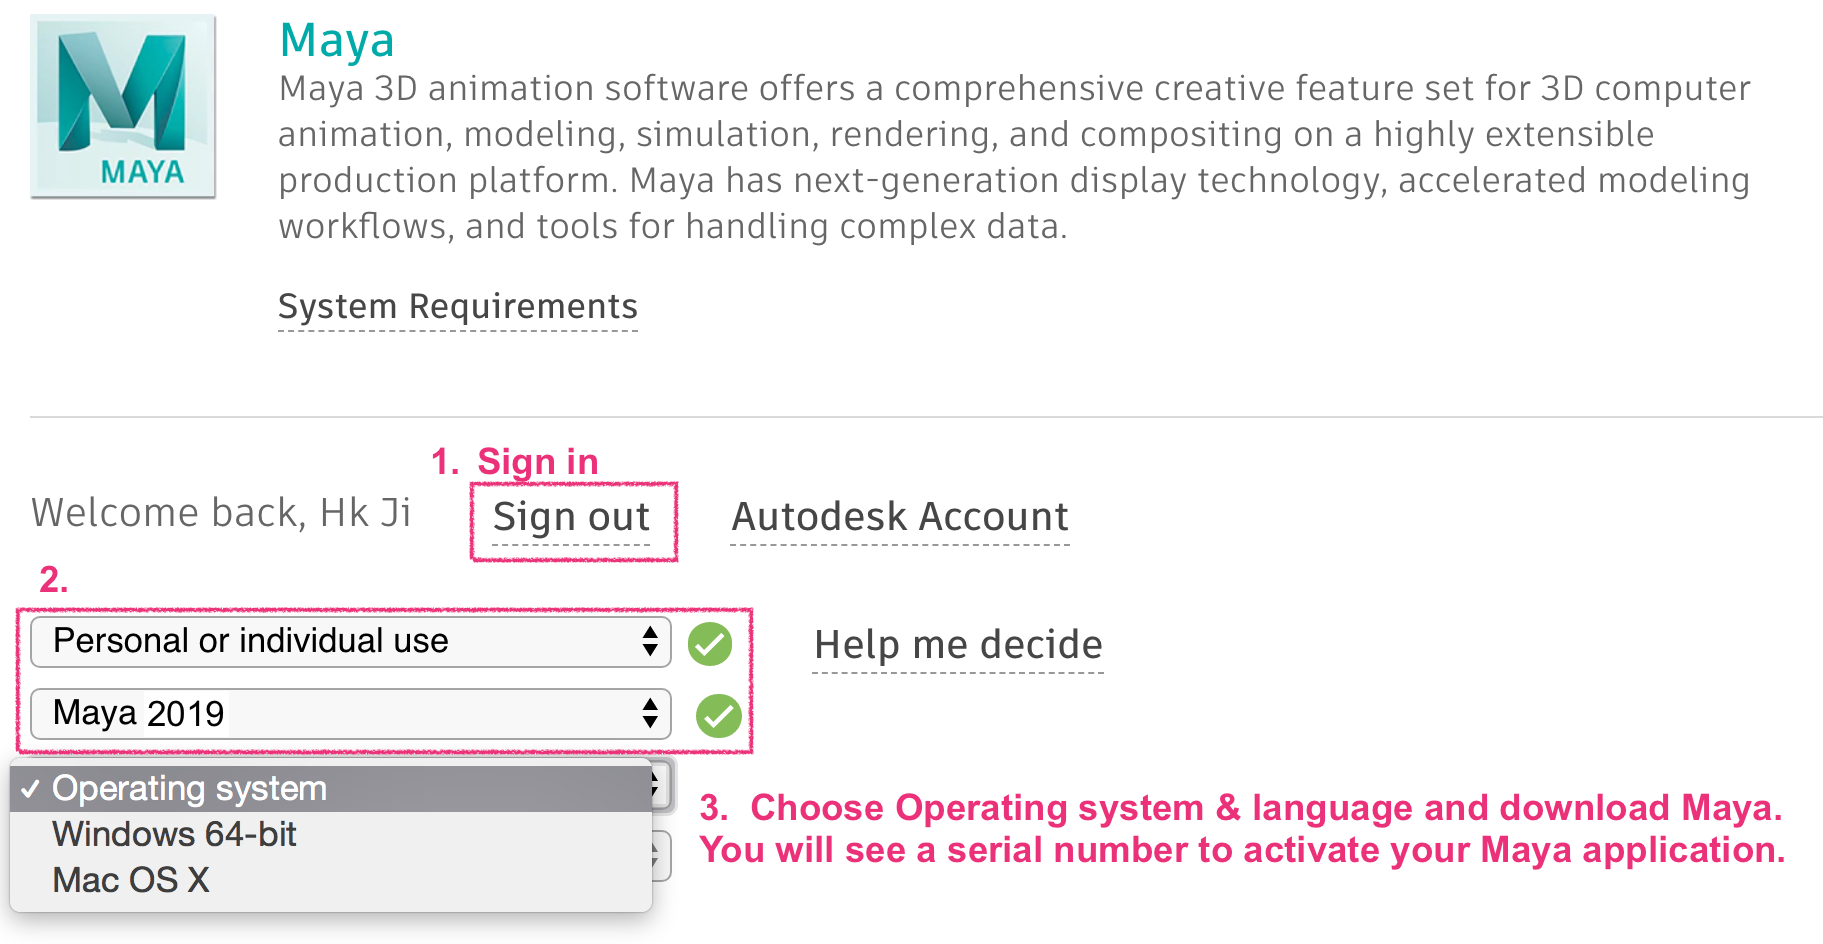 MAYA
Maya
Maya 3D animation software offers a comprehensive creative feature set for 3D computer
animation, modeling, simulation, rendering, and compositing on a highly extensible
production platform. Maya has next-generation display technology, accelerated modeling
workflows, and tools for handling complex data.
System Requirements
1. Sign in
Welcome back, Hk Ji
Sign out
Autodesk Account
2.
Personal or individual use
Help me decide
Maya 2019
✓ Operating system
Windows 64-bit
Mac OS X
3. Choose Operating system & language and download Maya.
You will see a serial number to activate your Maya application.